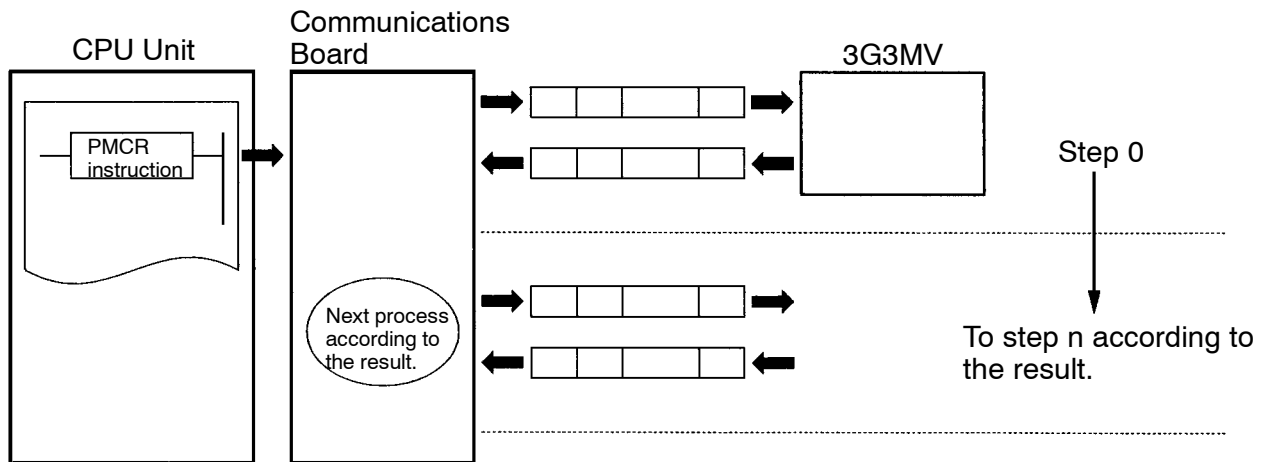 CPU Unit
Communications
Board
3G3MV
PMCR
instruction
Step 0
Next process
according to
the result.
To step n according to
the result.